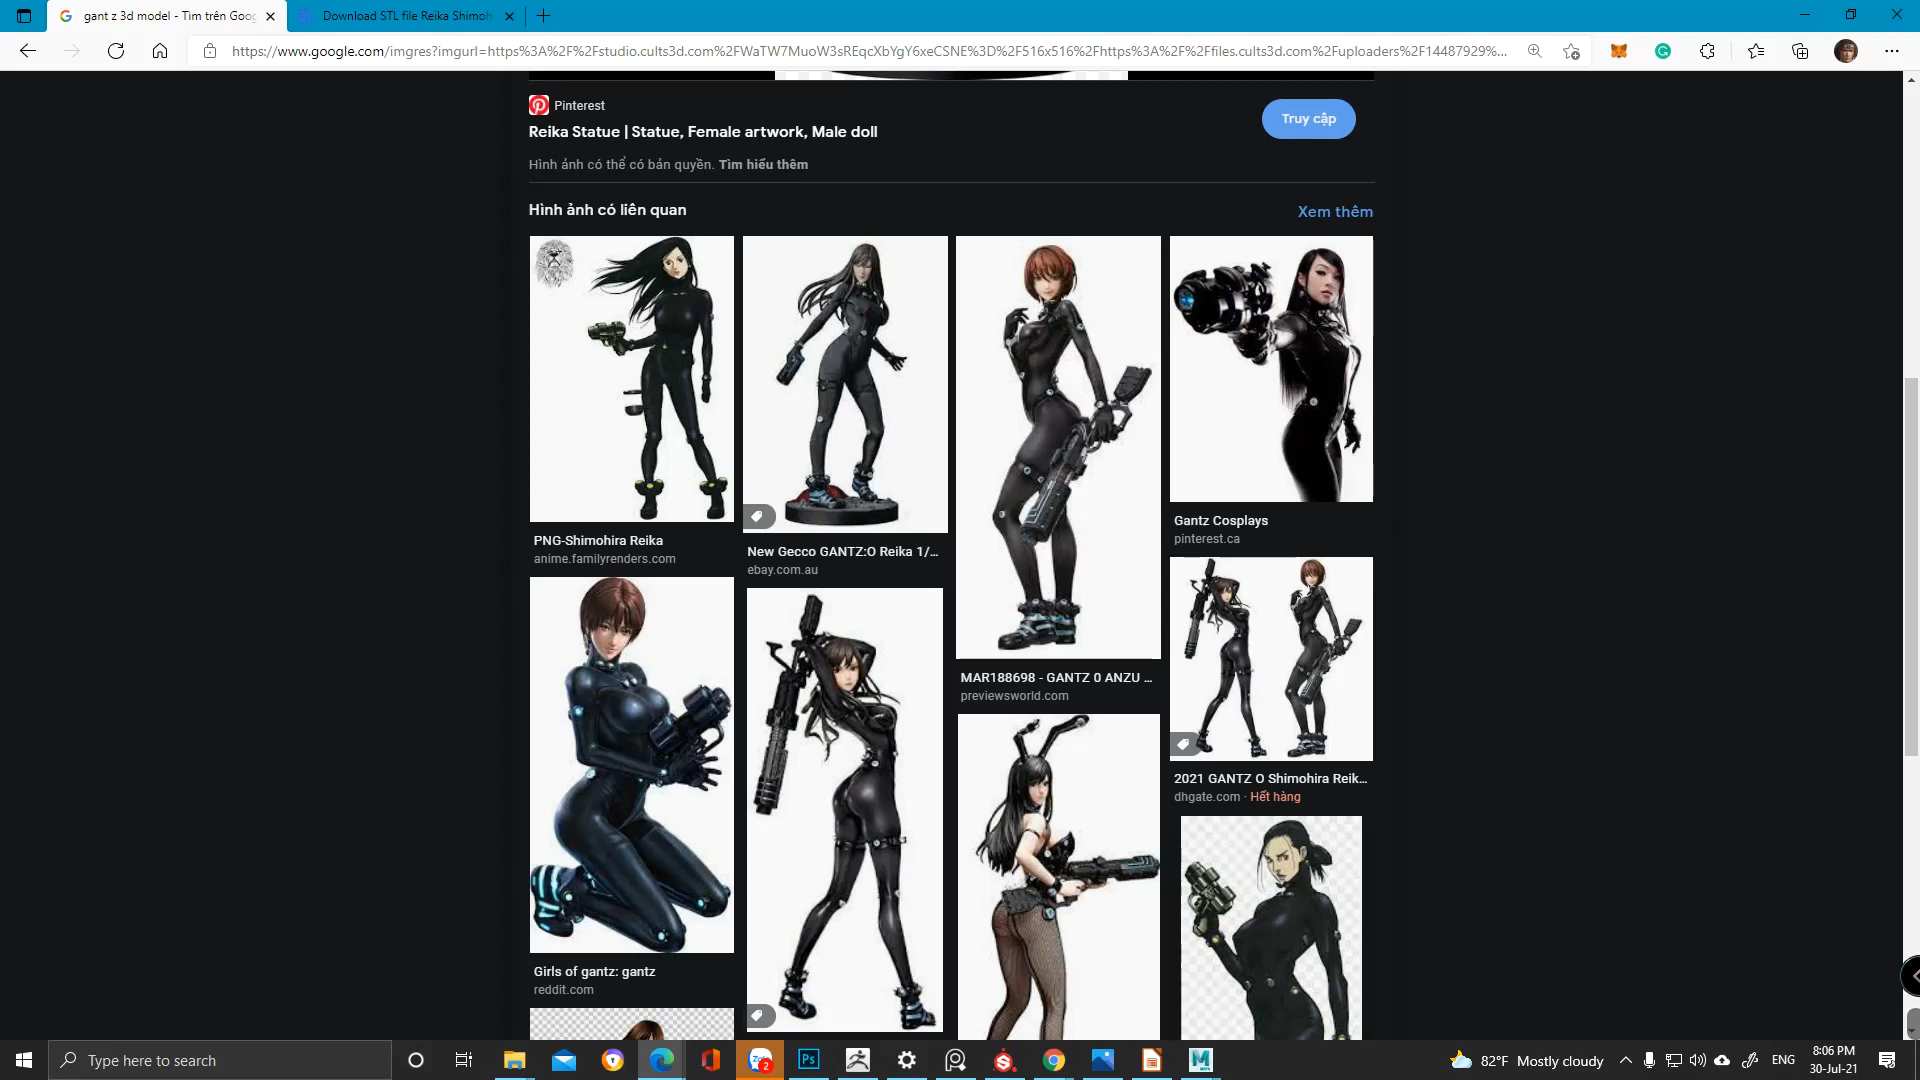 gant z 3d model - Tìm trên Goog
Download STL file Reika Shimoh
https://www.google.com/imgres?imgurl=https%3A%2F%2Fstudio.cults3d.com%2FWaTW7MuoW3sREqcXbYgY6xeCSNE%3D%2F516x516%2Fhttps%3A%2F%2Ffiles.cults3d.com%2Fuploaders%2F14487929%...
Pinterest
Truy cập
Reika Statue | Statue, Female artwork, Male doll
Hình ảnh có thể có bản quyền. Tìm hiểu thêm
Hình ảnh có liên quan
Xem thêm
PNG-Shimohira Reika
anime.familyrenders.com
New Gecco GANTZ:O Reika 1/...
ebay.com.au
MAR188698 - GANTZ 0 ANZU ...
previewsworld.com
Gantz Cosplays
pinterest.ca
2021 GANTZ O Shimohira Reik...
dhgate.com · Hết hàng
Girls of gantz: gantz
reddit.com
Type here to search
2
Ps
82°F Mostly cloudy
ENG
8:06 PM
30-Jul-21